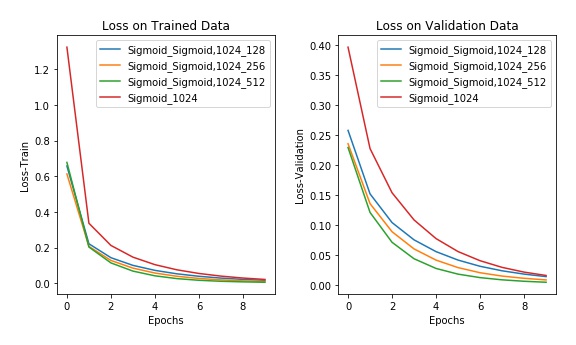 Loss on Trained Data
Sigmoid_Sigmoid,1024_128
Sigmoid_Sigmoid,1024_256
Sigmoid_Sigmoid,1024_512
Sigmoid_1024
Loss-Train
1.2
1.0
0.8
0.6
0.4
0.2
0.0
0 2 4 6 8
Epochs
Loss on Validation Data
Sigmoid_Sigmoid,1024_128
Sigmoid_Sigmoid,1024_256
Sigmoid_Sigmoid,1024_512
Sigmoid_1024
Loss-Validation
0.40
0.35
0.30
0.25
0.20
0.15
0.10
0.05
0.00
0 2 4 6 8
Epochs